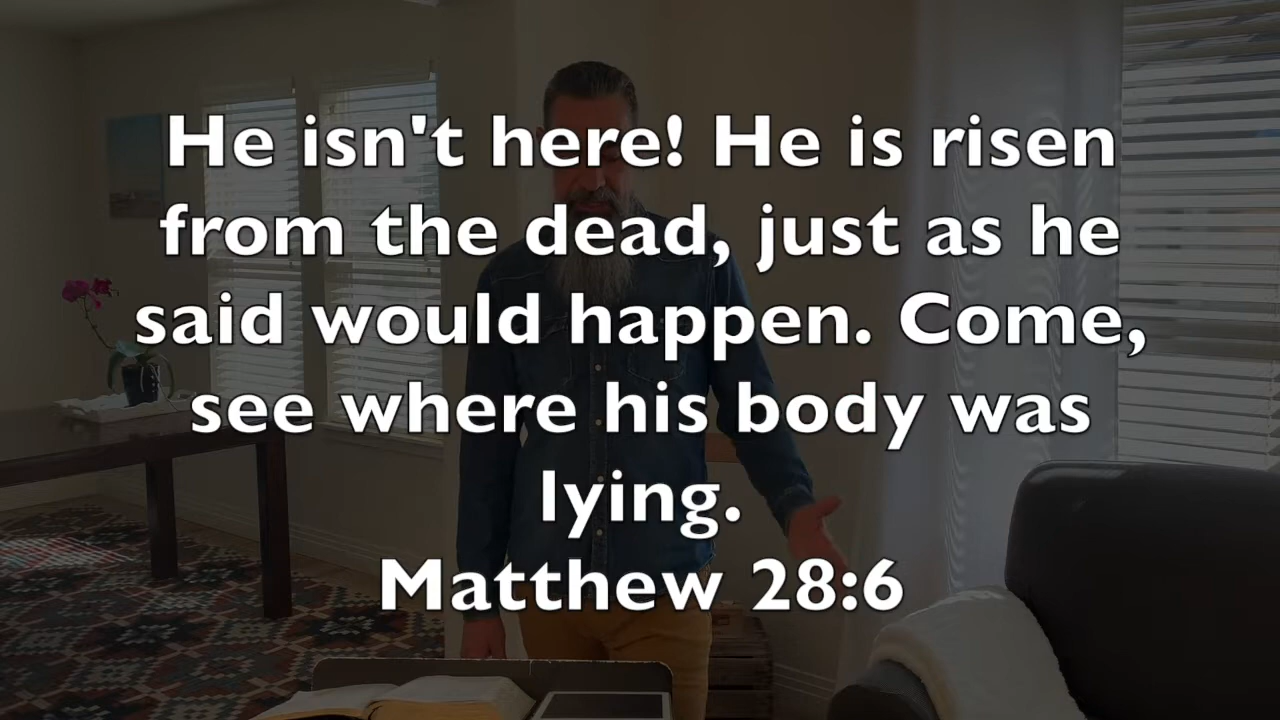 He isn't here! He is risen
from the dead, just as he
said would happen. Come,
see where his body was
lying.
Matthew 28:6